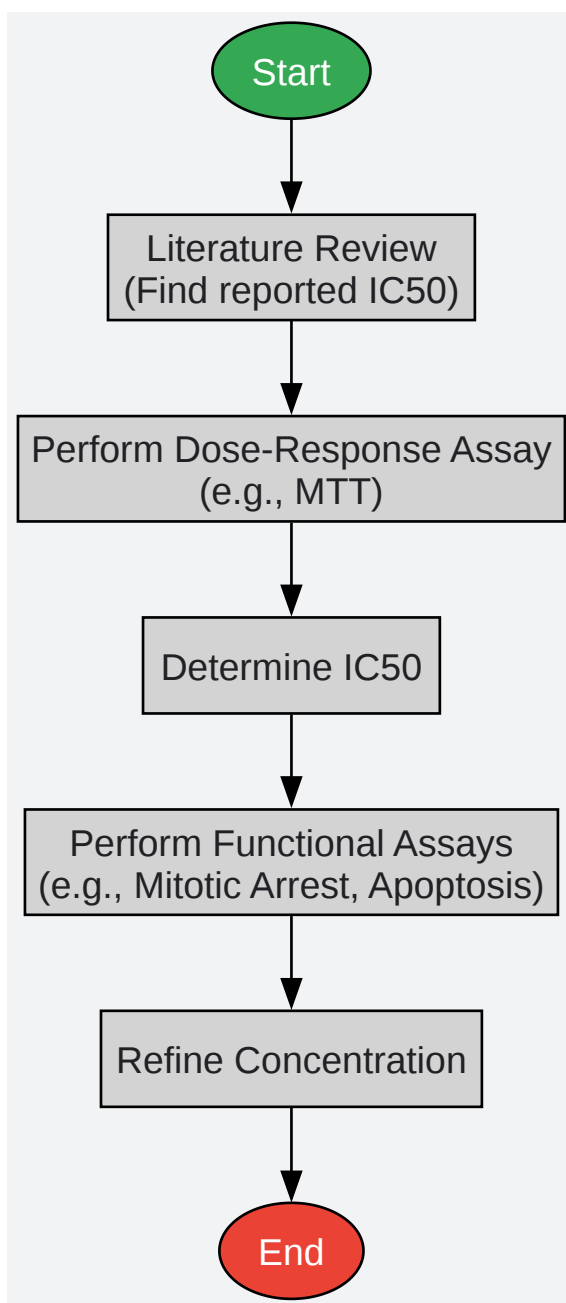 Start
Literature Review
(Find reported IC50)
Perform Dose-Response Assay
(e.g., MTT)
Determine IC50
Perform Functional Assays
(e.g., Mitotic Arrest, Apoptosis)
Refine Concentration
End